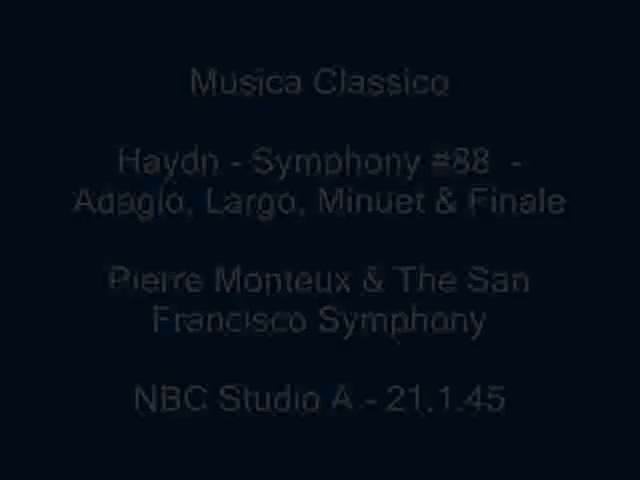 Musica Classico
Haydn - Symphony #88 -
Adagio, Largo, Minuet & Finale
Pierre Monteux & The San
Francisco Symphony
NBC Studio A - 21.1.45